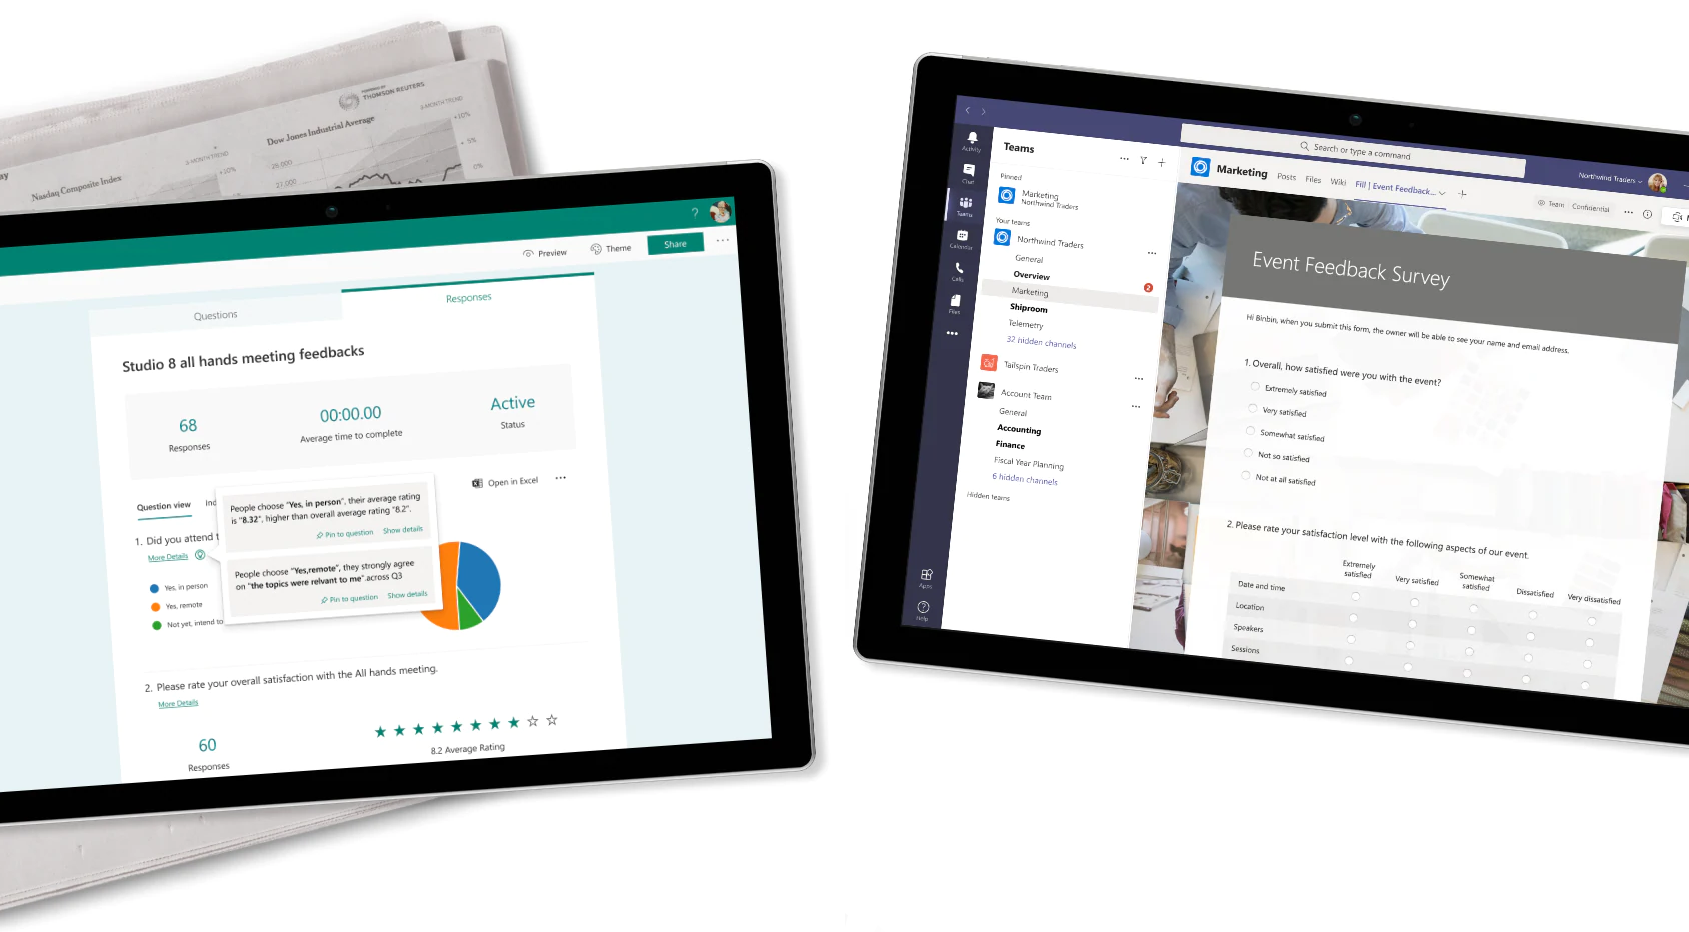 POWERED BY
THOMSON REUTERS
3-MONTH TREND
+10%
Dow Jones Industrial Average
+ 5%
28,000
0%
27,000
3-MONTH TREND
+10%
Nasdaq Composite Index
?
Preview
Theme
Share
Questions
Responses
Studio 8 all hands meeting feedbacks
68
Responses
00:00.00
Average time to complete
Active
Status
Question view
Open in Excel
1. Did you attend
More Details
Yes, in person
Yes, remote
Not yet, intend to
People choose "Yes, in person", their average rating
is "8.32", higher than overall average rating "8.2".
Pin to question Show details
People choose "Yes,remote", they strongly agree
on "the topics were relvant to me".across Q3
Pin to question Show details
2. Please rate your overall satisfaction with the All hands meeting.
More Details
60
Responses
8.2 Average Rating
Search or type a command
Northwind Traders
Activity
Chat
Teams
Calendar
Calls
Files
Apps
Help
Teams
Pinned
Marketing
Northwind Traders
Your teams
Northwind Traders
General
Overview
Marketing
2
Shiproom
Telemetry
32 hidden channels
Tailspin Traders
Account Team
General
Accounting
Finance
Fiscal Year Planning
6 hidden channels
Hidden teams
Marketing Posts Files Wiki Fill | Event Feedback...
Team Confidential
Event Feedback Survey
Hi Binbin, when you submit this form, the owner will be able to see your name and email address.
1. Overall, how satisfied were you with the event?
Extremely satisfied
Very satisfied
Somewhat satisfied
Not so satisfied
Not at all satisfied
2. Please rate your satisfaction level with the following aspects of our event.
Extremely satisfied Very satisfied Somewhat satisfied Dissatisfied Very dissatisfied
Date and time
Location
Speakers
Sessions